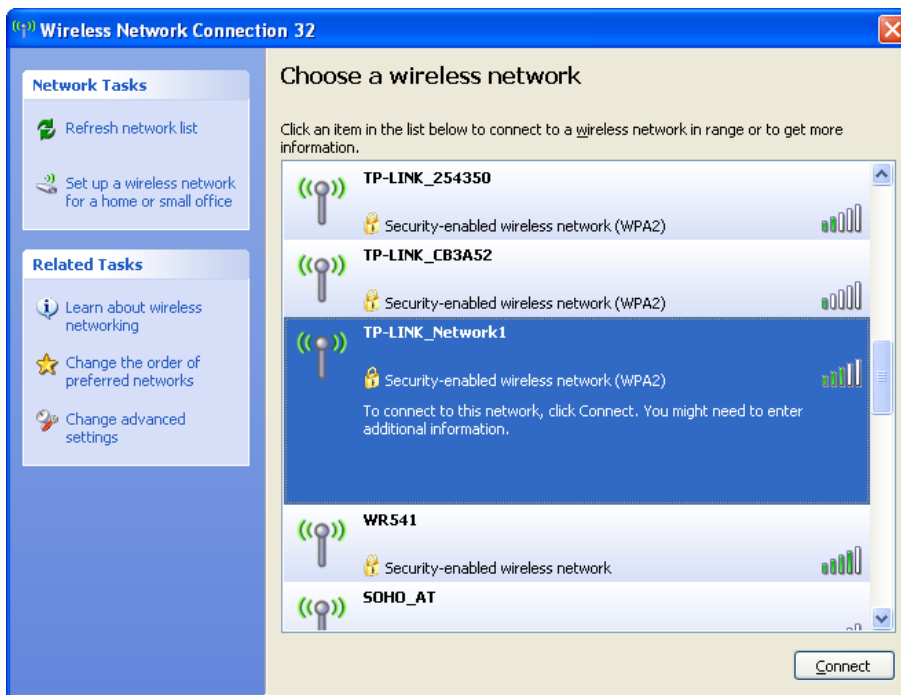 Wireless Network Connection 32
Network Tasks
Refresh network list
Set up a wireless network
for a home or small office
Related Tasks
Learn about wireless
networking
Change the order of
preferred networks
Change advanced
settings
Choose a wireless network
Click an item in the list below to connect to a wireless network in range or to get more
information.
TP-LINK_254350
Security-enabled wireless network (WPA2)
TP-LINK_CB3A52
Security-enabled wireless network (WPA2)
TP-LINK_Network1
Security-enabled wireless network (WPA2)
To connect to this network, click Connect. You might need to enter
additional information.
WR541
Security-enabled wireless network
SOHO_AT
Connect